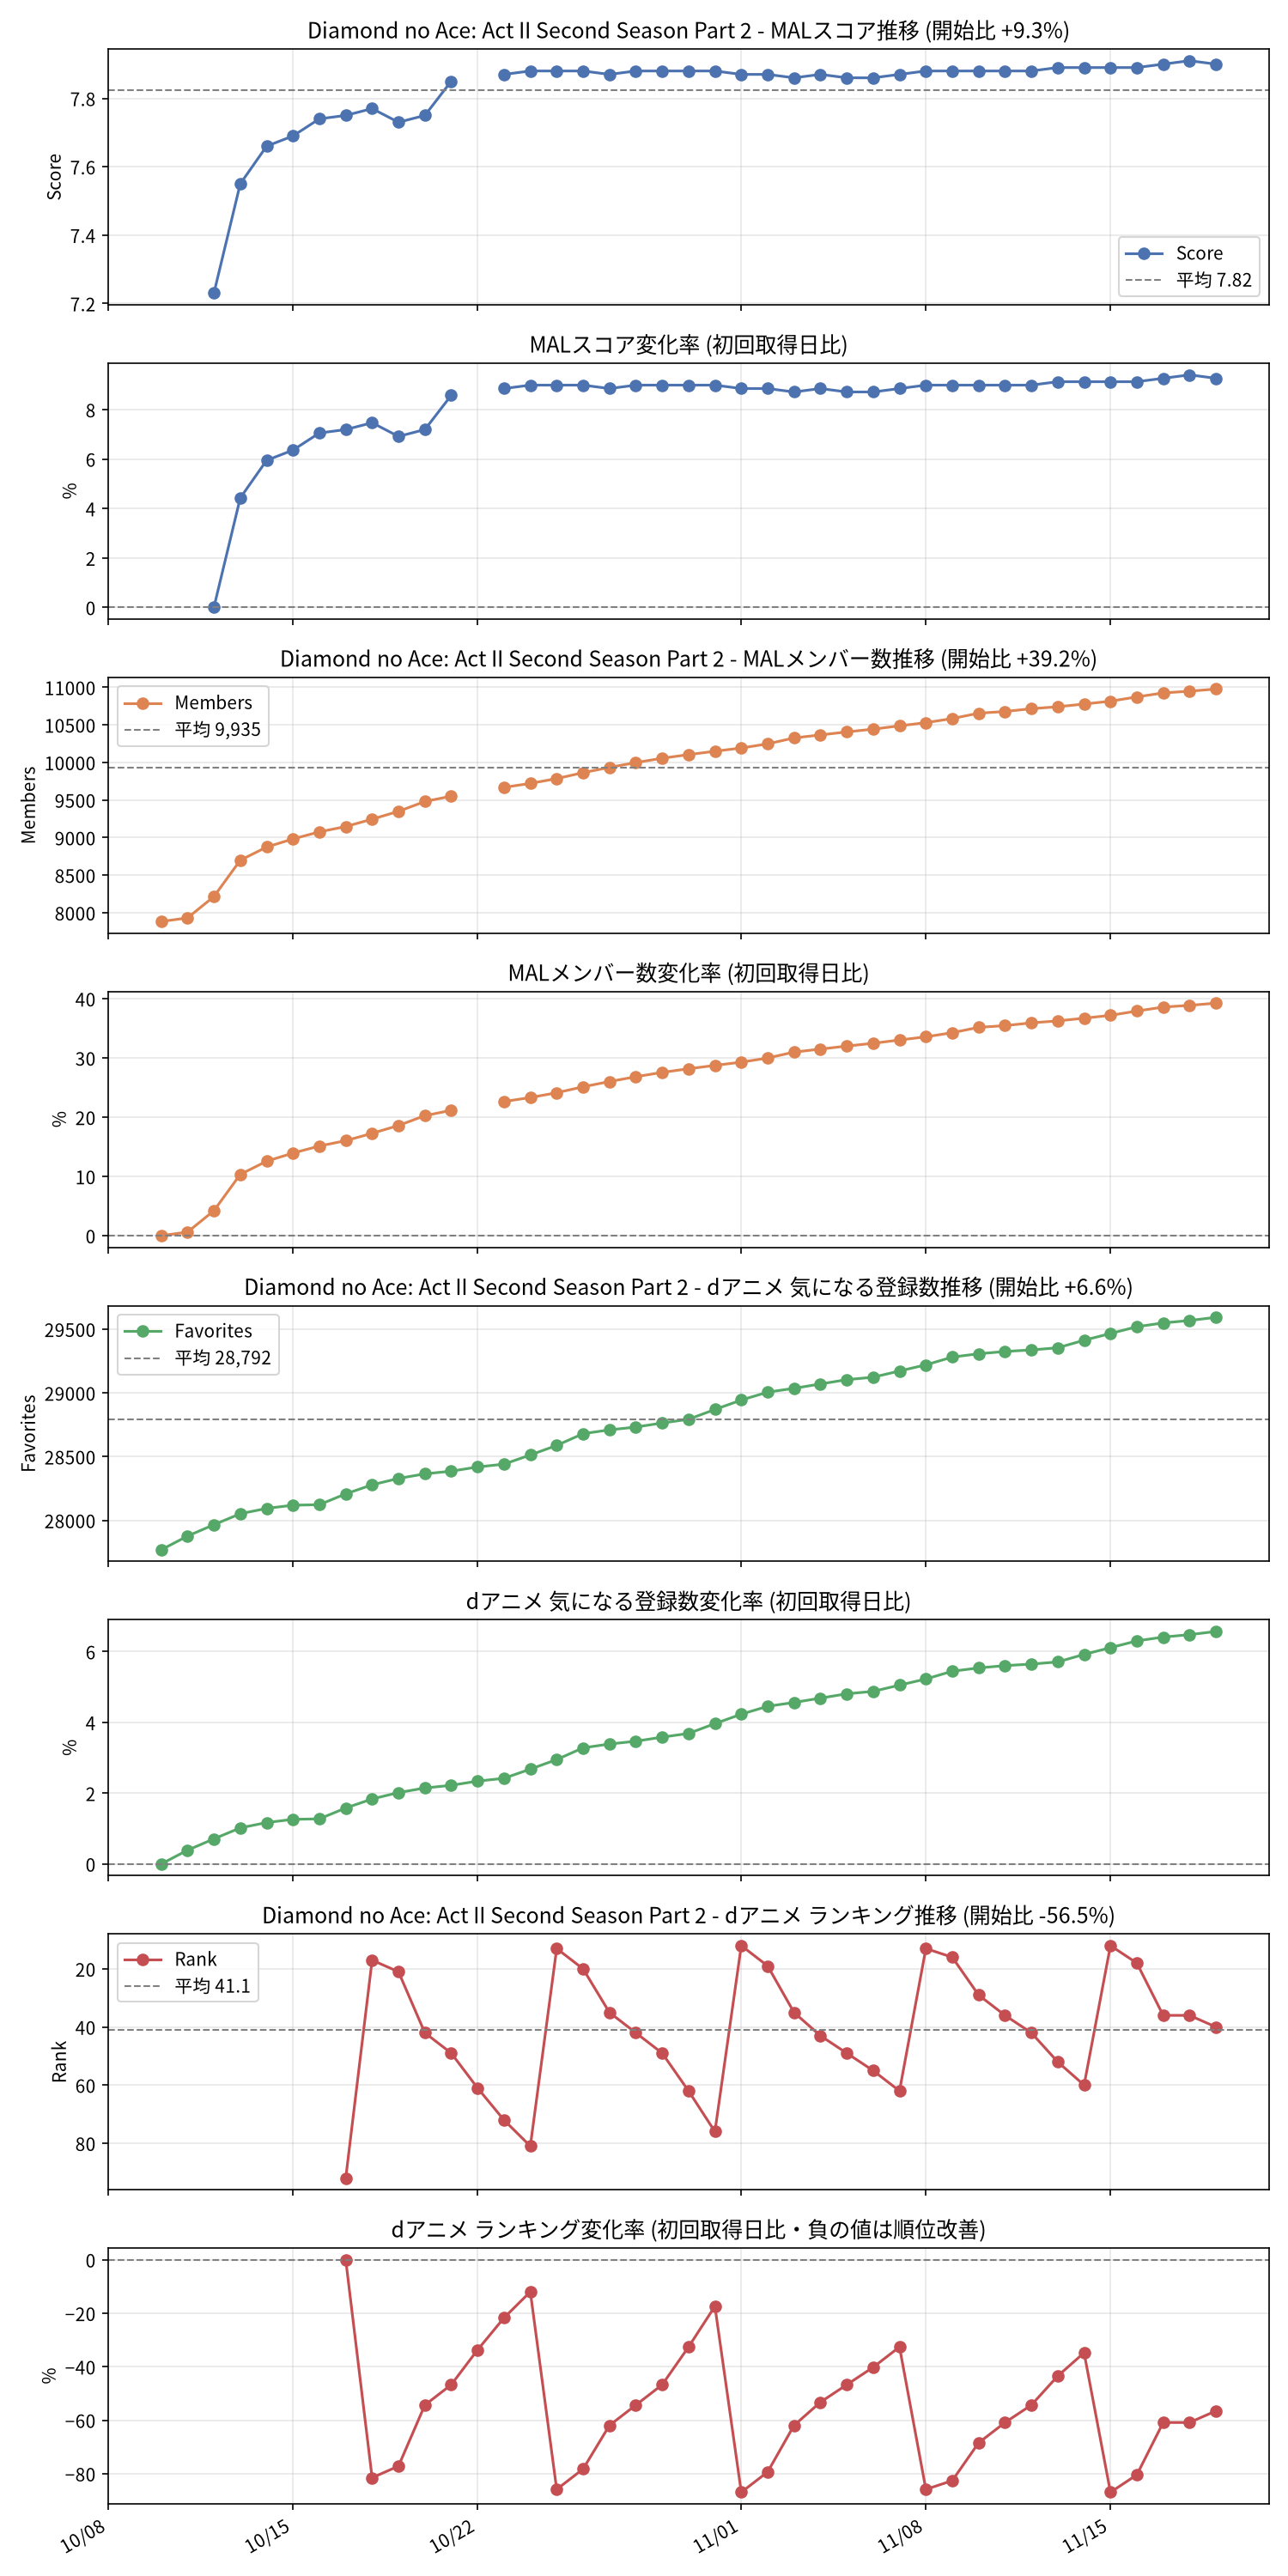 Diamond no Ace: Act II Second Season Part 2 - MALスコア推移 (開始比 +9.3%)
Score
7.8
7.6
7.4
7.2
Score
平均 7.82
MALスコア変化率 (初回取得日比)
%
8
6
4
2
0
Diamond no Ace: Act II Second Season Part 2 - MALメンバー数推移 (開始比 +39.2%)
Members
11000
10500
10000
9500
9000
8500
8000
Members
平均 9,935
MALメンバー数変化率 (初回取得日比)
%
40
30
20
10
0
Diamond no Ace: Act II Second Season Part 2 - dアニメ 気になる登録数推移 (開始比 +6.6%)
Favorites
29500
29000
28500
28000
Favorites
平均 28,792
dアニメ 気になる登録数変化率 (初回取得日比)
%
6
4
2
0
Diamond no Ace: Act II Second Season Part 2 - dアニメ ランキング推移 (開始比 -56.5%)
Rank
20
40
60
80
Rank
平均 41.1
dアニメ ランキング変化率 (初回取得日比・負の値は順位改善)
%
0
−20
−40
−60
−80
10/08
10/15
10/22
11/01
11/08
11/15